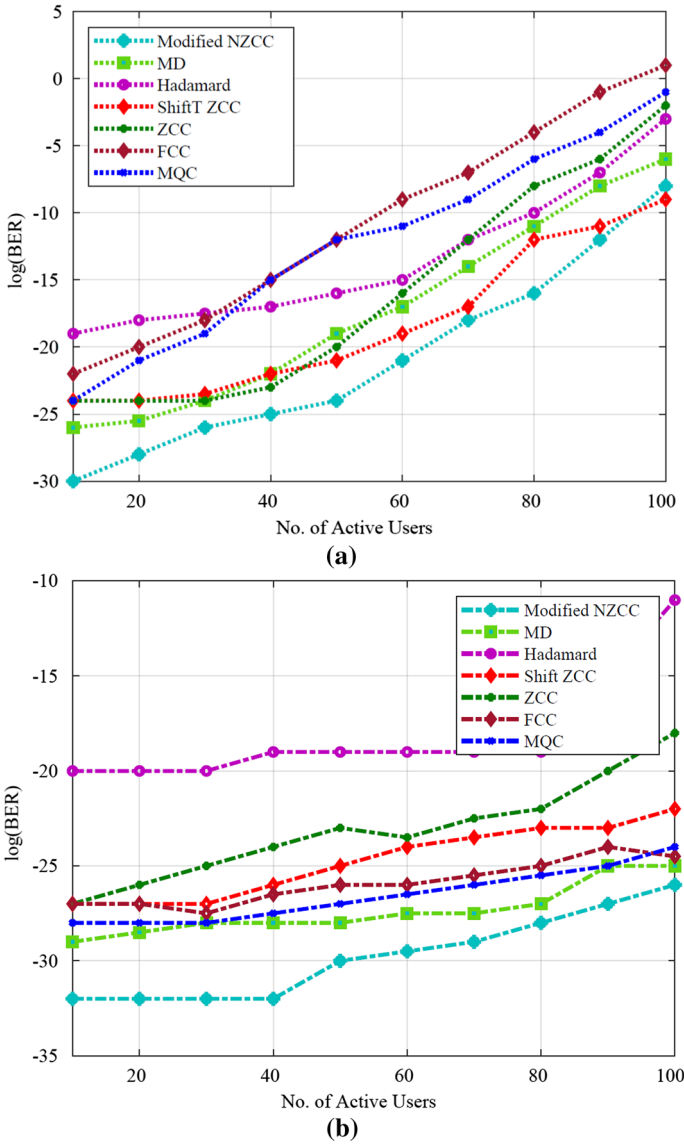 5
0
-5
-10
-15
-20
-25
-30
log(BER)
Modified NZCC
MD
Hadamard
ShiftT ZCC
ZCC
FCC
MQC
20 40 60 80 100
No. of Active Users
(a)
-10
-15
-20
-25
-30
-35
log(BER)
Modified NZCC
MD
Hadamard
Shift ZCC
ZCC
FCC
MQC
20 40 60 80 100
No. of Active Users
(b)